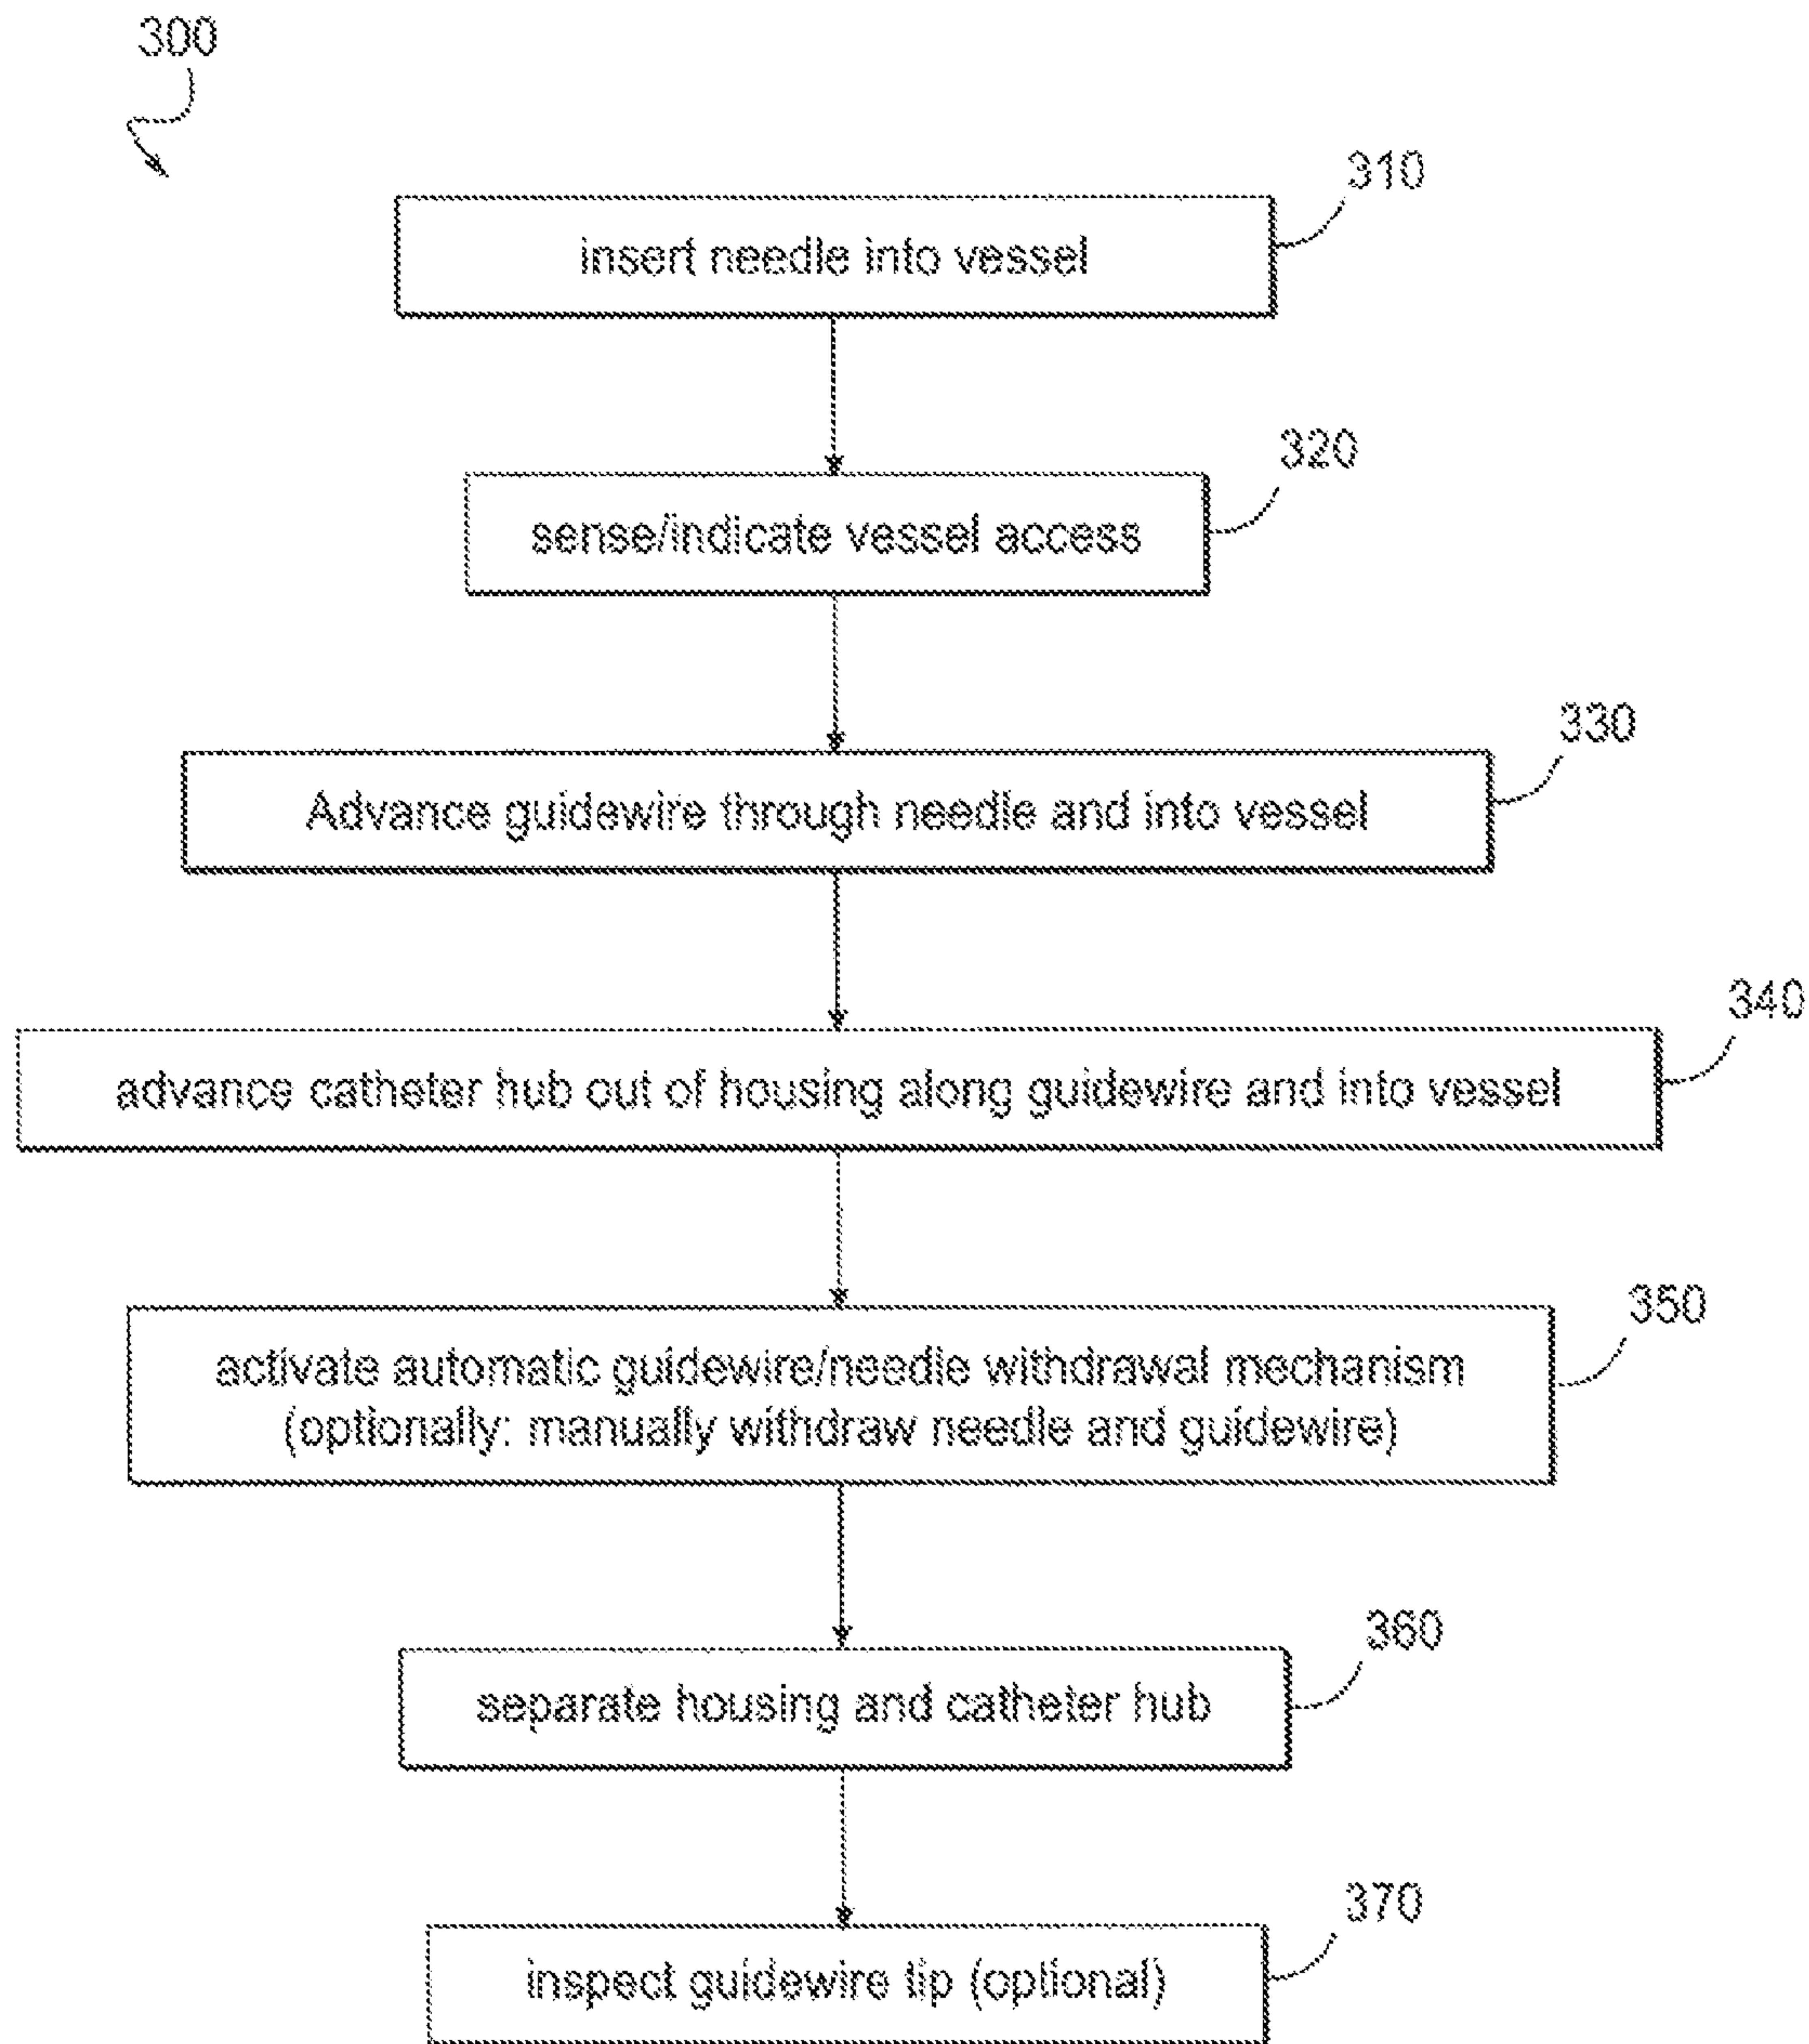 300
310
insert needle into vessel
320
sense/indicate vessel access
330
Advance guidewire through needle and into vessel
340
advance catheter hub out of housing along guidewire and into vessel
350
activate automatic guidewire/needle withdrawal mechanism
(optionally: manually withdraw needle and guidewire)
360
separate housing and catheter hub
370
inspect guidewire tip (optional)